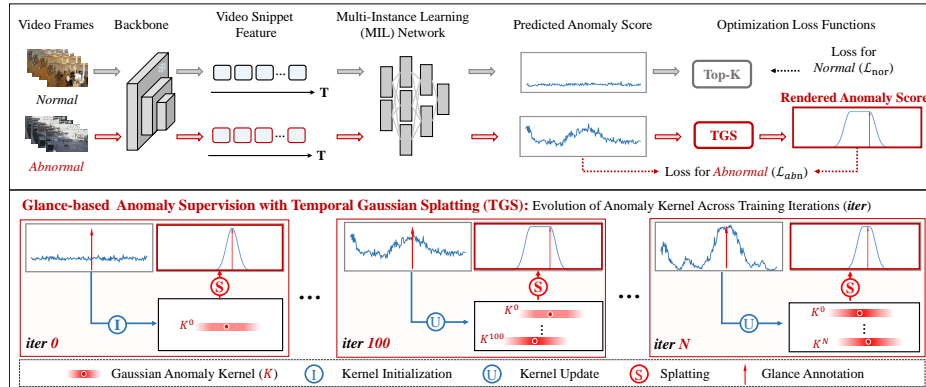 Video Frames
Backbone
Video Snippet
Feature
Multi-Instance Learning
(MIL) Network
Predicted Anomaly Score
Optimization Loss Functions
Normal
T
Top-K
Loss for
Normal (ℒnor)
Rendered Anomaly Score
Abnormal
T
TGS
Loss for Abnormal (ℒabn)
Glance-based Anomaly Supervision with Temporal Gaussian Splatting (TGS): Evolution of Anomaly Kernel Across Training Iterations (iter)
S
I
K⁰
iter 0
...
S
U
K⁰
K¹⁰⁰
iter 100
...
S
U
K⁰
Kᴺ
iter N
Gaussian Anomaly Kernel (K)
I Kernel Initialization
U Kernel Update
S Splatting
Glance Annotation